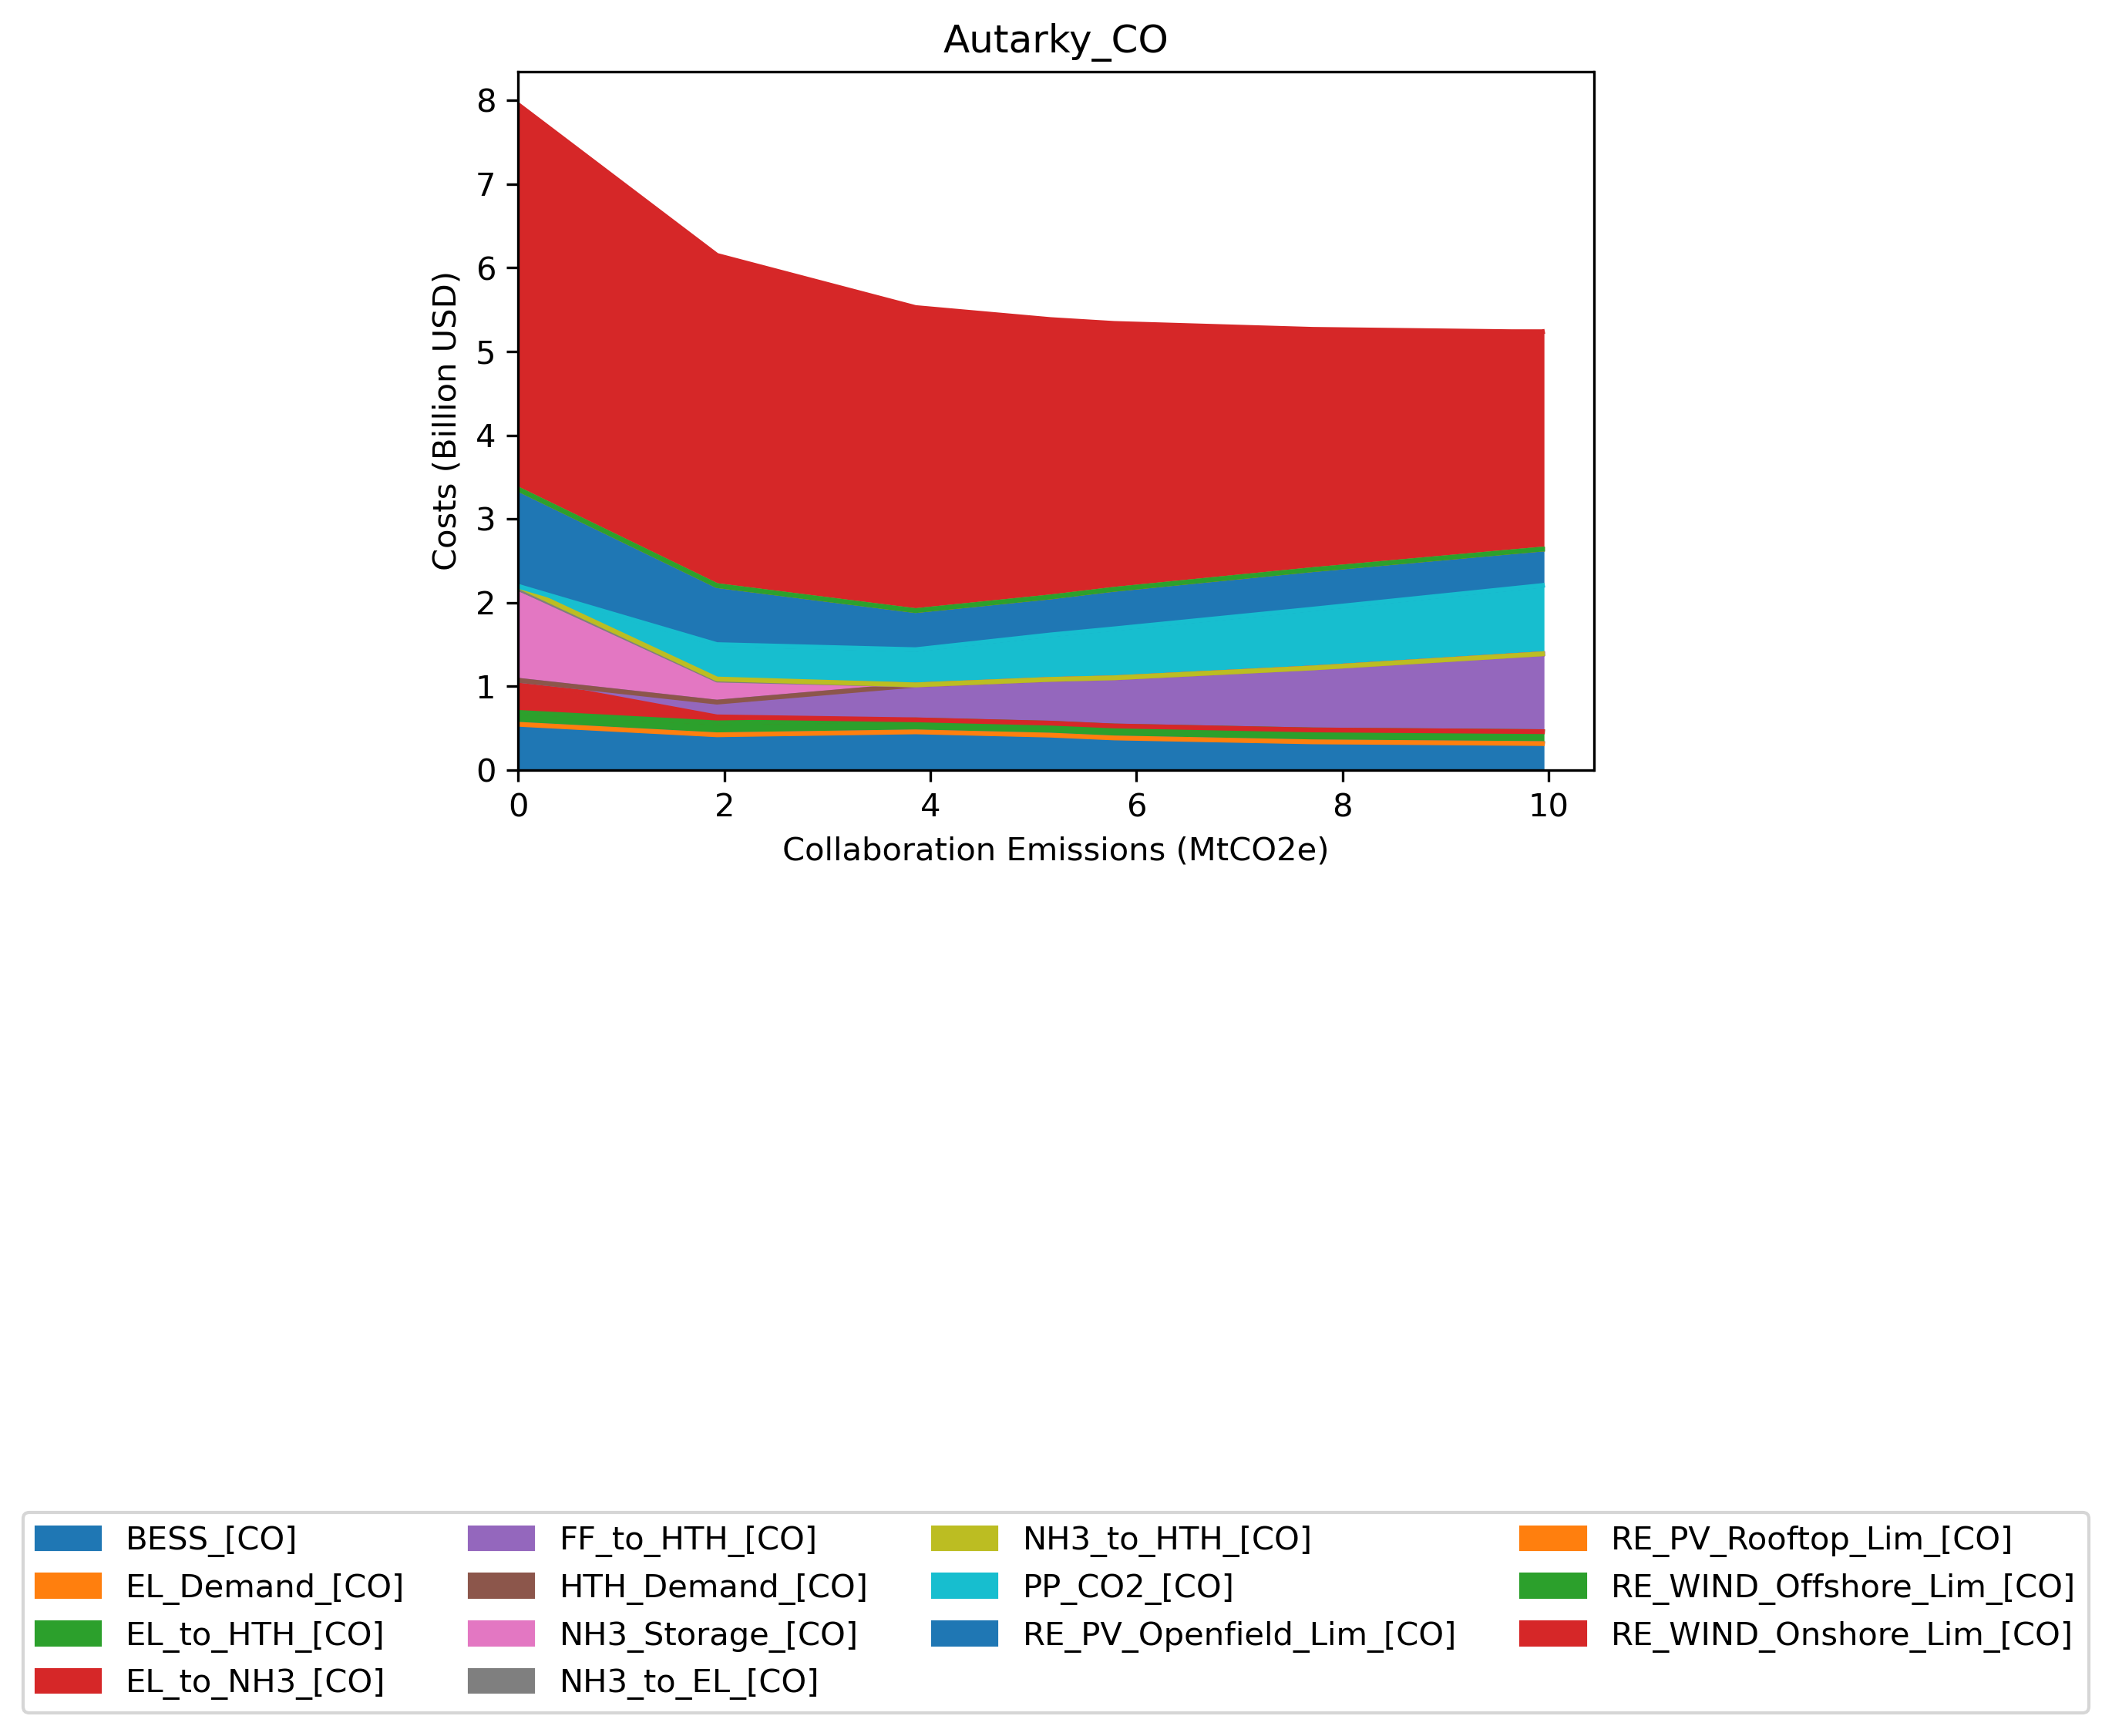 Autarky_CO
8
7
6
5
4
3
2
1
0
Costs (Billion USD)
0 2 4 6 8 10
Collaboration Emissions (MtCO2e)
BESS_[CO]
EL_Demand_[CO]
EL_to_HTH_[CO]
EL_to_NH3_[CO]
FF_to_HTH_[CO]
HTH_Demand_[CO]
NH3_Storage_[CO]
NH3_to_EL_[CO]
NH3_to_HTH_[CO]
PP_CO2_[CO]
RE_PV_Openfield_Lim_[CO]
RE_PV_Rooftop_Lim_[CO]
RE_WIND_Offshore_Lim_[CO]
RE_WIND_Onshore_Lim_[CO]